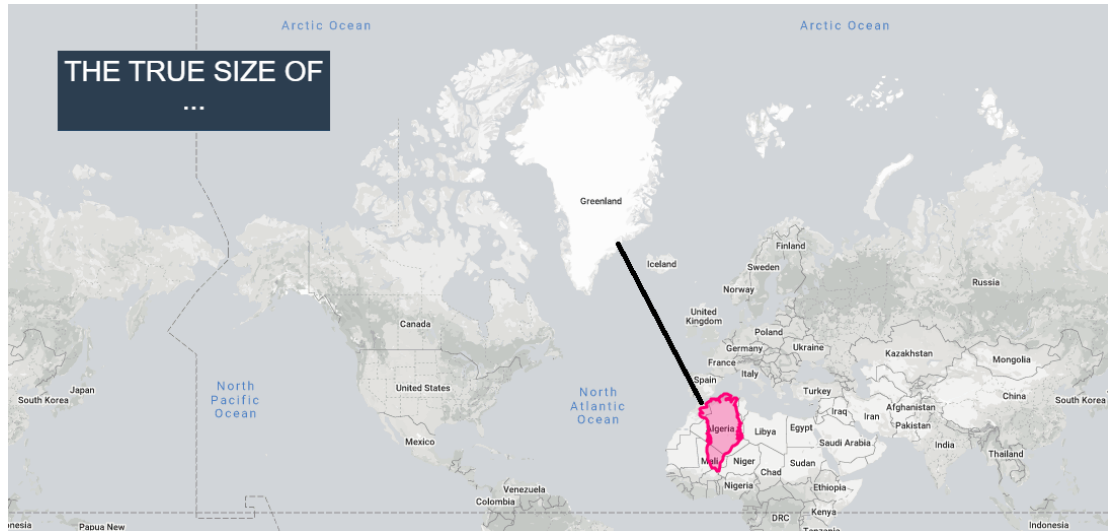 Arctic Ocean
Arctic Ocean
THE TRUE SIZE OF
...
Greenland
Iceland
Finland
Sweden
Norway
Russia
United
Kingdom
Canada
Poland
Germany
Ukraine
France
Kazakhstan
Mongolia
Italy
Spain
Japan
South Korea
North
Pacific
Ocean
United States
North
Atlantic
Ocean
Turkey
China
South Korea
Iraq
Iran
Afghanistan
Pakistan
Algeria
Libya
Egypt
Saudi Arabia
India
Mexico
Mali
Niger
Chad
Sudan
Thailand
Nigeria
Ethiopia
Venezuela
Colombia
DRC
Kenya
Papua New
Tanzania
onesia
Indonesia